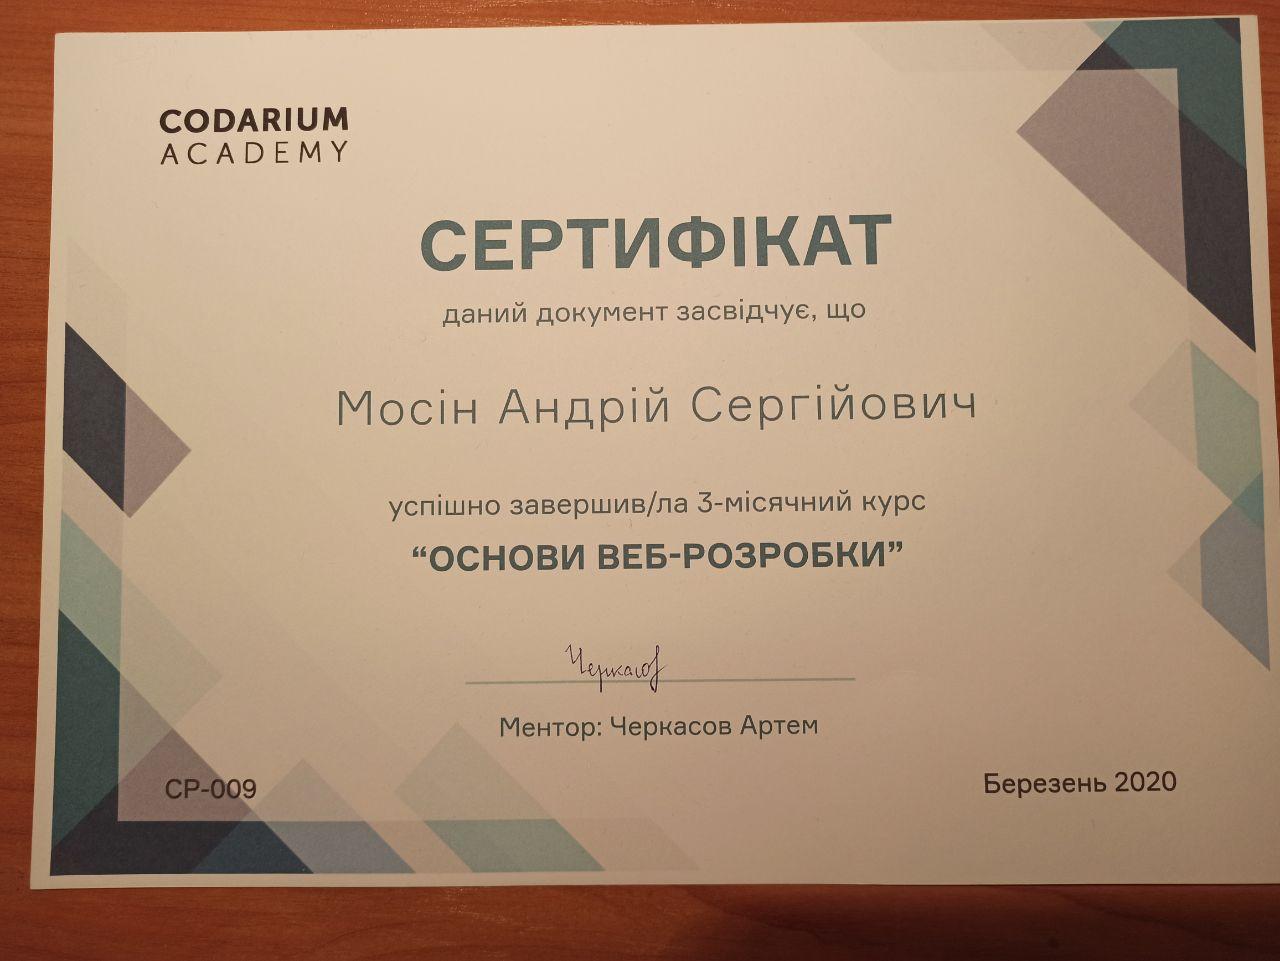 CODARIUM
ACADEMY
СЕРТИФІКАТ
даний документ засвідчує, що
Мосін Андрій Сергійович
успішно завершив/ла 3-місячний курс
“ОСНОВИ ВЕБ-РОЗРОБКИ”
Черкасов
Ментор: Черкасов Артем
СР-009
Березень 2020